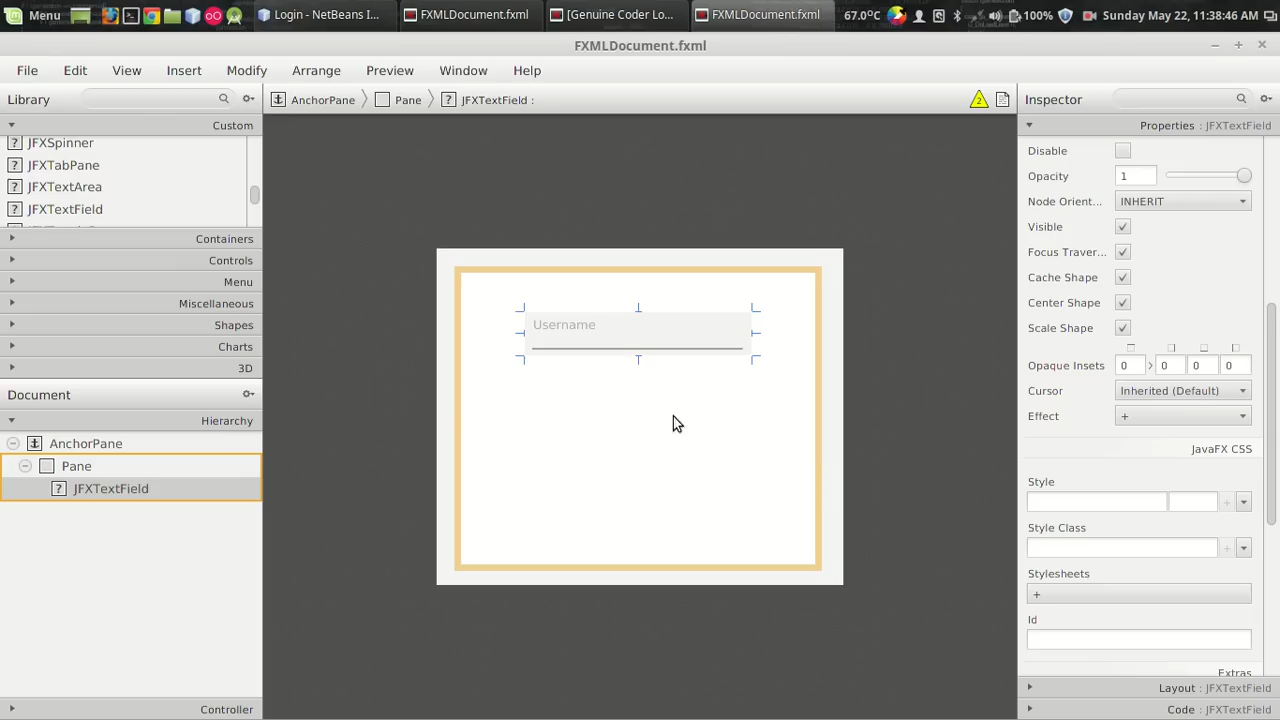 Menu
Login - NetBeans I...
FXMLDocument.fxml
[Genuine Coder Lo...
FXMLDocument.fxml
67.0°C
100%
Sunday May 22, 11:38:46 AM
FXMLDocument.fxml
File Edit View Insert Modify Arrange Preview Window Help
Library
AnchorPane
Pane
JFXTextField :
2
Inspector
Custom
JFXSpinner
JFXTabPane
JFXTextArea
JFXTextField
Containers
Controls
Menu
Miscellaneous
Shapes
Charts
3D
Document
Hierarchy
AnchorPane
Pane
JFXTextField
Controller
Username
Properties : JFXTextField
Disable
Opacity 1
Node Orient... INHERIT
Visible
Focus Traver...
Cache Shape
Center Shape
Scale Shape
Opaque Insets 0 0 0 0
Cursor Inherited (Default)
Effect +
JavaFX CSS
Style
+
Style Class
+
Stylesheets
+
Id
Layout : JFXTextField
Code : JFXTextField